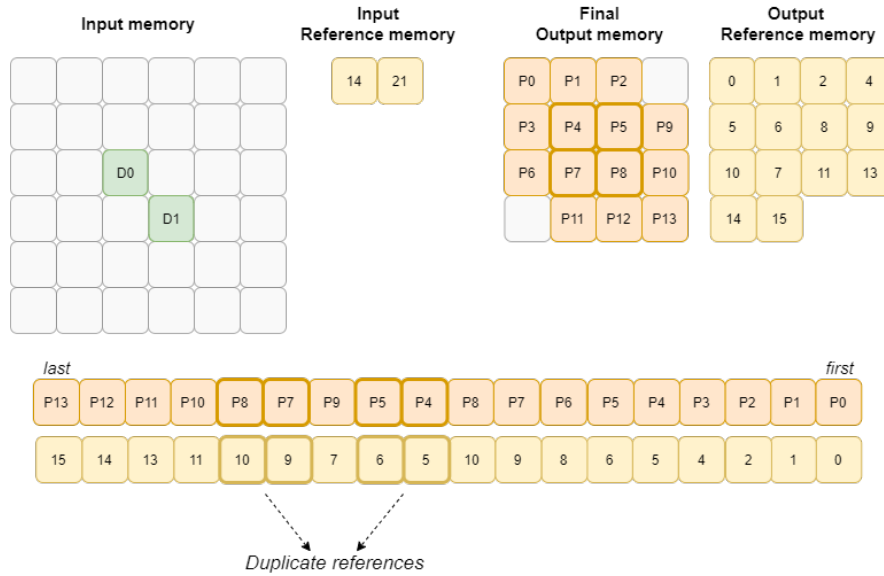 Input memory
Input
Reference memory
Final
Output memory
Output
Reference memory
14 21
P0 P1 P2
0 1 2 4
P3 P4 P5 P9
5 6 8 9
D0
P6 P7 P8 P10
10 7 11 13
D1
P11 P12 P13
14 15
last
first
P13 P12 P11 P10 P8 P7 P9 P5 P4 P8 P7 P6 P5 P4 P3 P2 P1 P0
15 14 13 11 10 9 7 6 5 10 9 8 6 5 4 2 1 0
Duplicate references